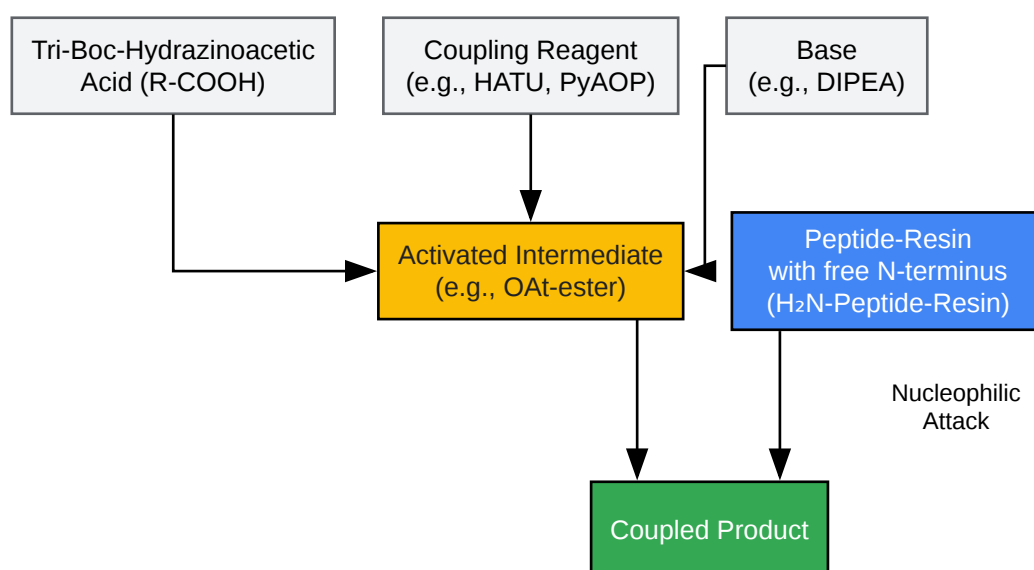 Tri-Boc-Hydrazinoacetic
Acid (R-COOH)
Coupling Reagent
(e.g., HATU, PyAOP)
Base
(e.g., DIPEA)
Activated Intermediate
(e.g., OAt-ester)
Peptide-Resin
with free N-terminus
(H₂N-Peptide-Resin)
Nucleophilic
Attack
Coupled Product